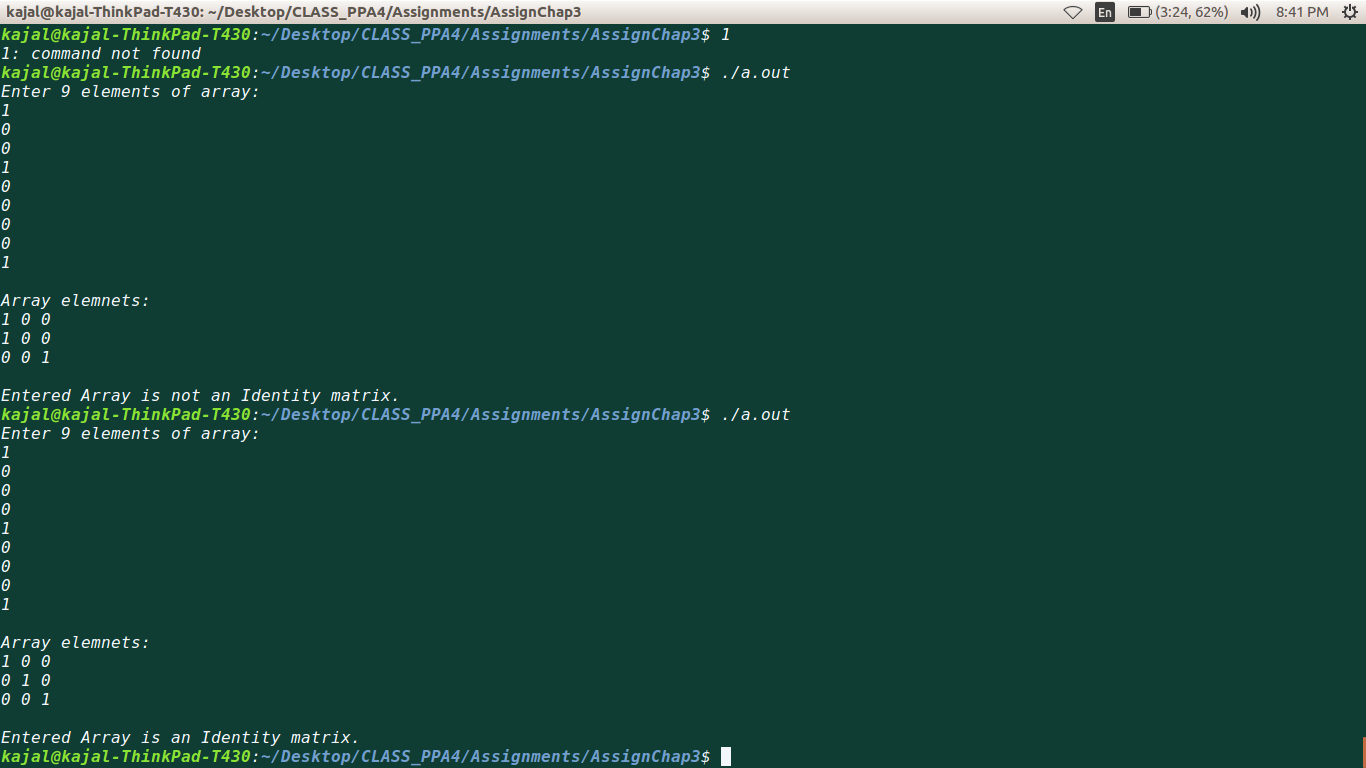 kajal@kajal-ThinkPad-T430: ~/Desktop/CLASS_PPA4/Assignments/AssignChap3 En (3:24, 62%) 8:41 PM
kajal@kajal-ThinkPad-T430:~/Desktop/CLASS_PPA4/Assignments/AssignChap3$ 1
1: command not found
kajal@kajal-ThinkPad-T430:~/Desktop/CLASS_PPA4/Assignments/AssignChap3$ ./a.out
Enter 9 elements of array:
1
0
0
1
0
0
0
0
1
Array elemnets:
1 0 0
1 0 0
0 0 1
Entered Array is not an Identity matrix.
kajal@kajal-ThinkPad-T430:~/Desktop/CLASS_PPA4/Assignments/AssignChap3$ ./a.out
Enter 9 elements of array:
1
0
0
0
1
0
0
0
1
Array elemnets:
1 0 0
0 1 0
0 0 1
Entered Array is an Identity matrix.
kajal@kajal-ThinkPad-T430:~/Desktop/CLASS_PPA4/Assignments/AssignChap3$